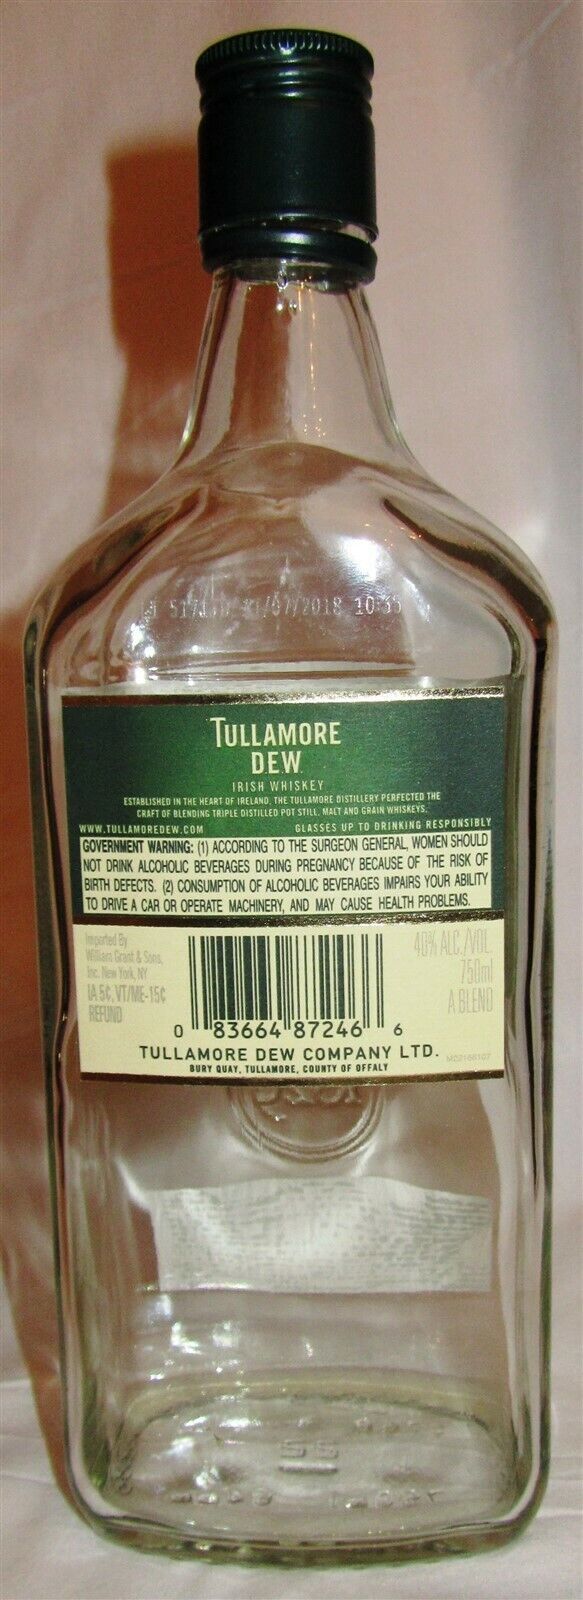 2018 10:35
TULLAMORE
D.E.W.
IRISH WHISKEY
ESTABLISHED IN THE HEART OF IRELAND, THE TULLAMORE DISTILLERY PERFECTED THE
CRAFT OF BLENDING TRIPLE DISTILLED POT STILL, MALT AND GRAIN WHISKEYS.
WWW.TULLAMOREDEW.COM GLASSES UP TO DRINKING RESPONSIBLY
GOVERNMENT WARNING: (1) ACCORDING TO THE SURGEON GENERAL, WOMEN SHOULD
NOT DRINK ALCOHOLIC BEVERAGES DURING PREGNANCY BECAUSE OF THE RISK OF
BIRTH DEFECTS. (2) CONSUMPTION OF ALCOHOLIC BEVERAGES IMPAIRS YOUR ABILITY
TO DRIVE A CAR OR OPERATE MACHINERY, AND MAY CAUSE HEALTH PROBLEMS.
Imported By
William Grant & Sons,
Inc. New York, NY
IA 5¢, VT/ME-15¢
REFUND
40% ALC./VOL.
750ml
A BLEND
0 83664 87246 6
TULLAMORE DEW COMPANY LTD.
BURY QUAY, TULLAMORE, COUNTY OF OFFALY